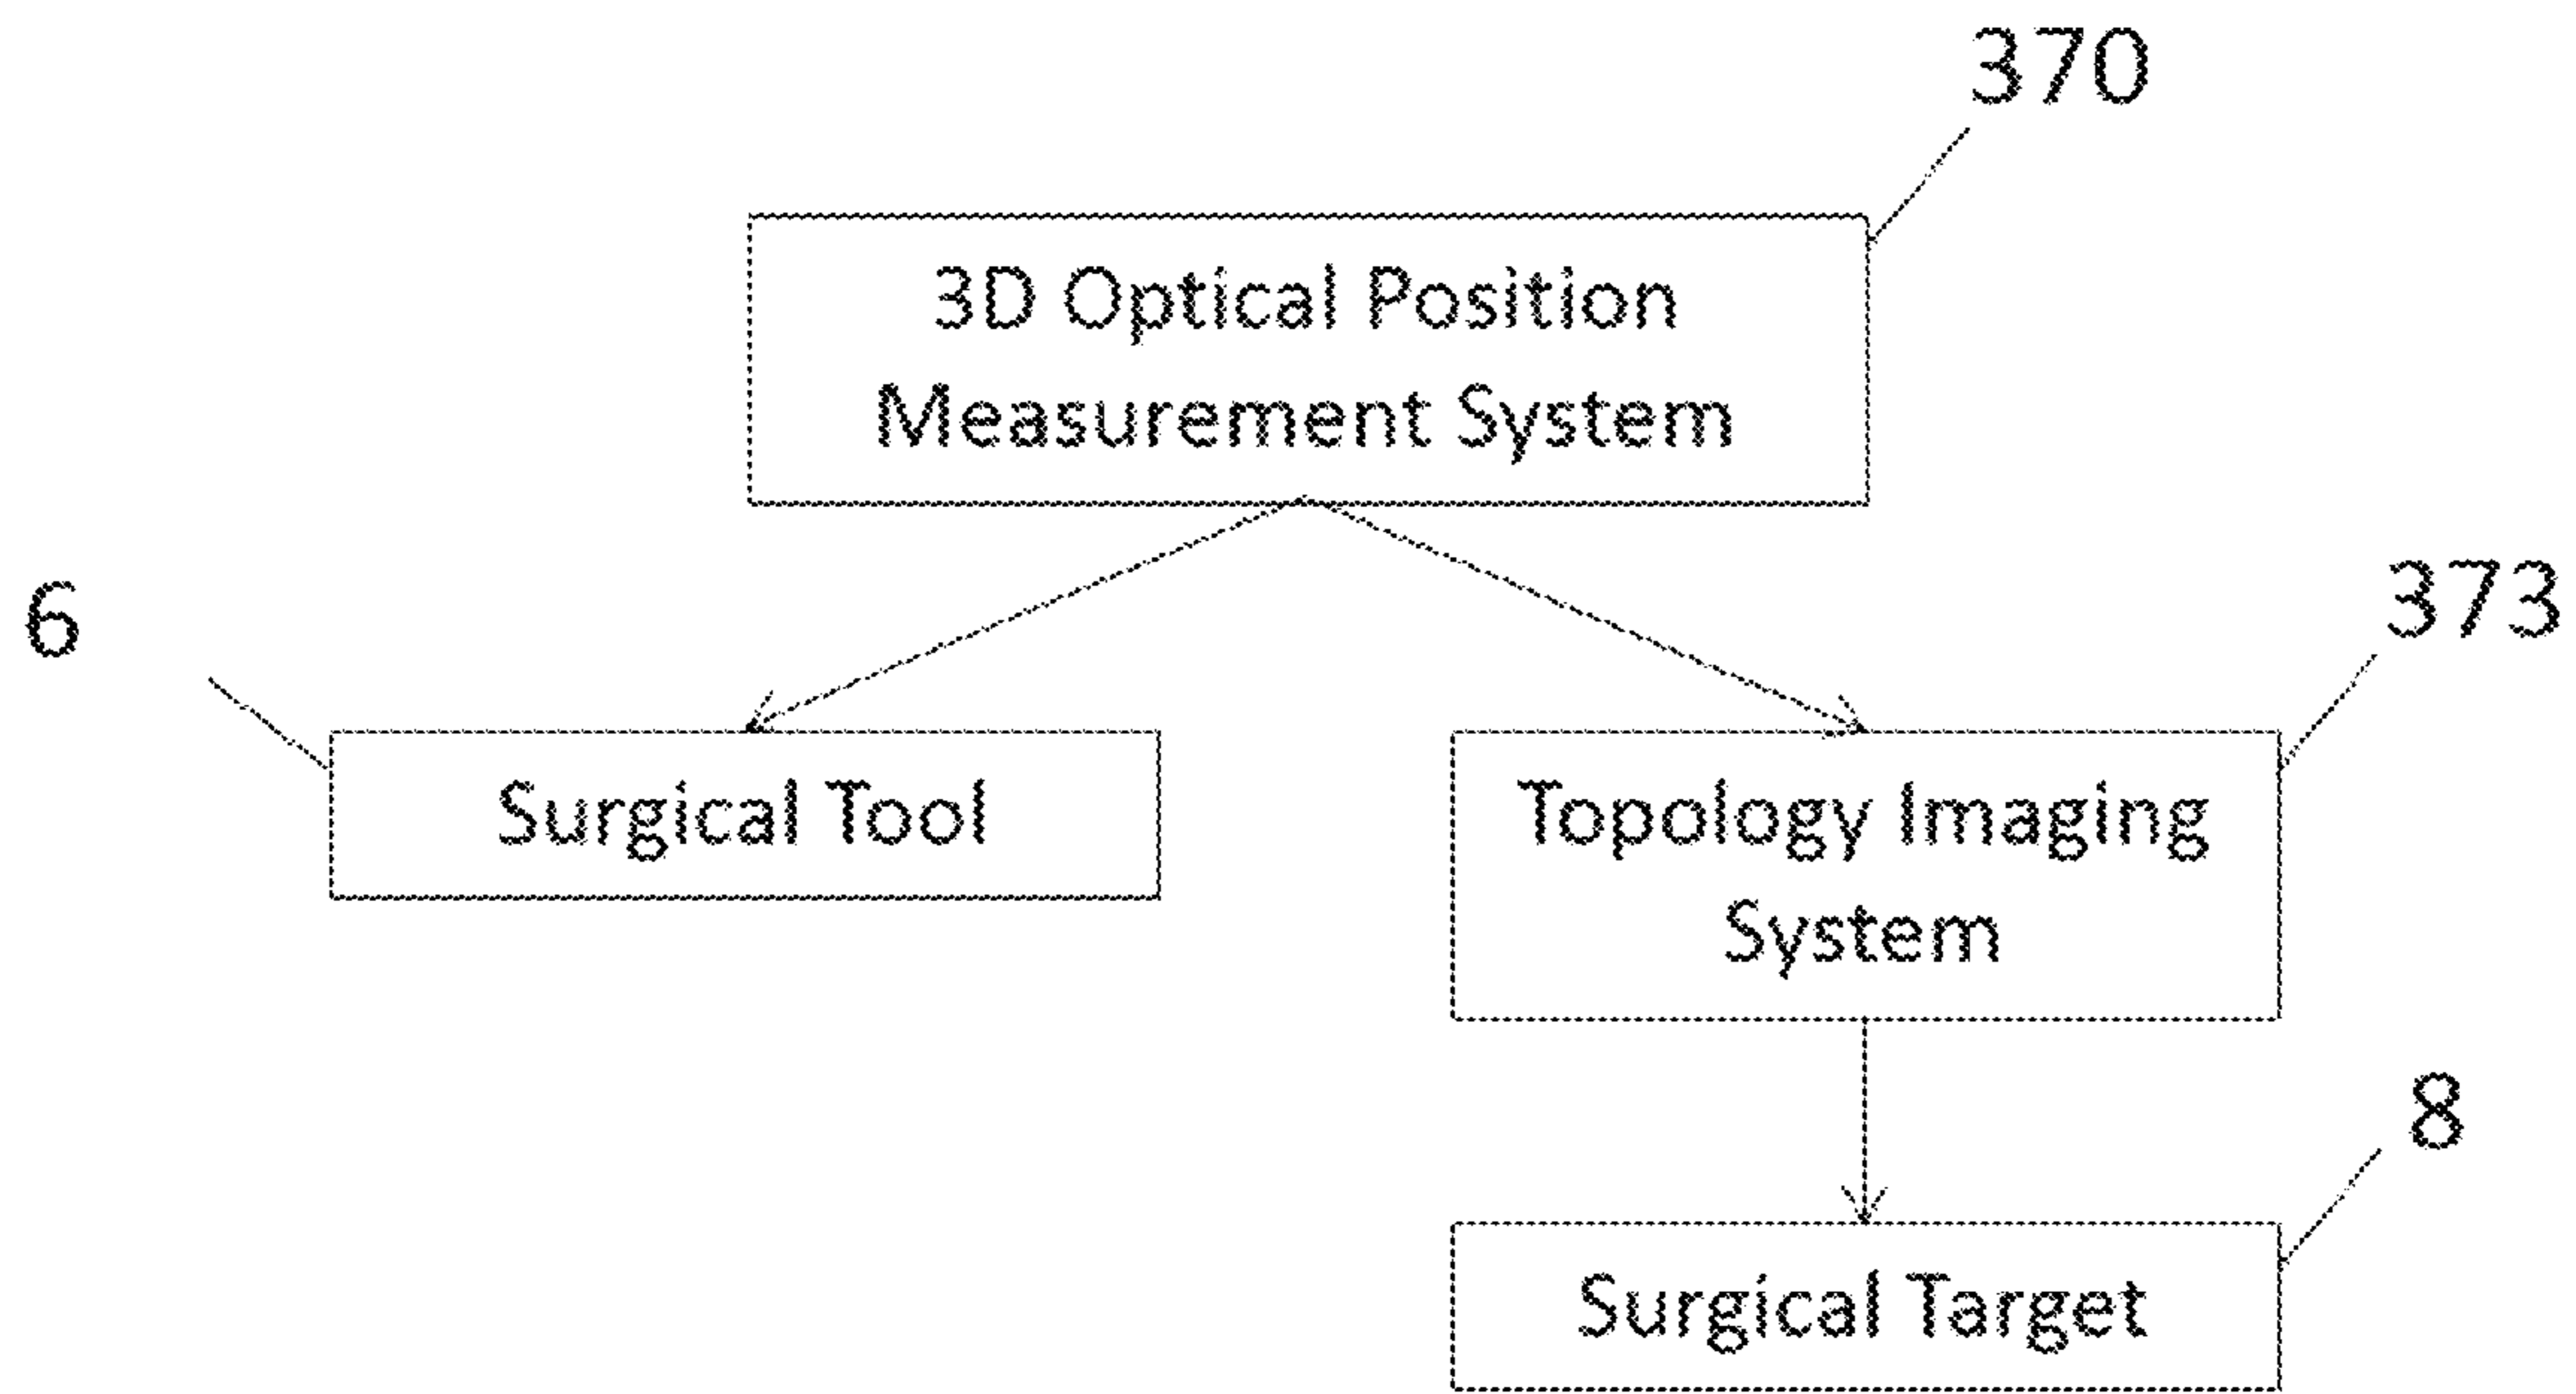 370
3D Optical Position
Measurement System
6
373
Surgical Tool
Topology Imaging
System
8
Surgical Target